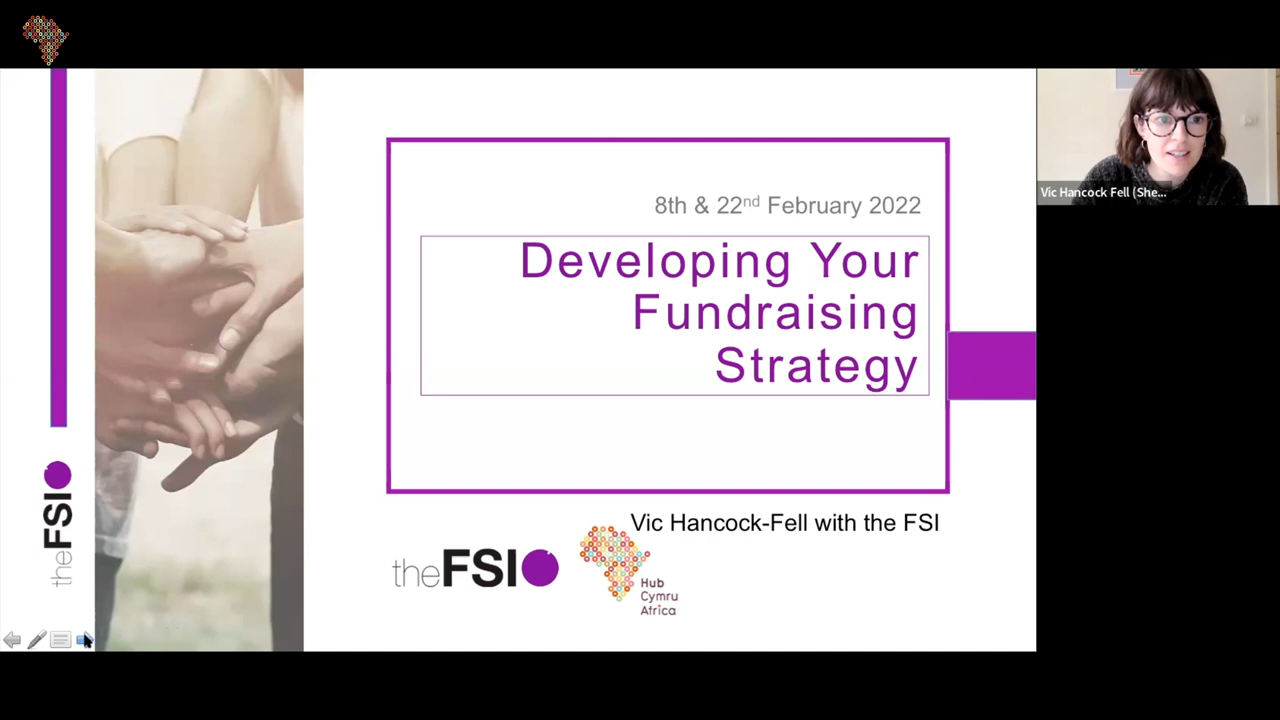 8th & 22nd February 2022
Developing Your
Fundraising
Strategy
Vic Hancock-Fell with the FSI
theFSI
Hub
Cymru
Africa
theFSI
Vic Hancock Fell (She...